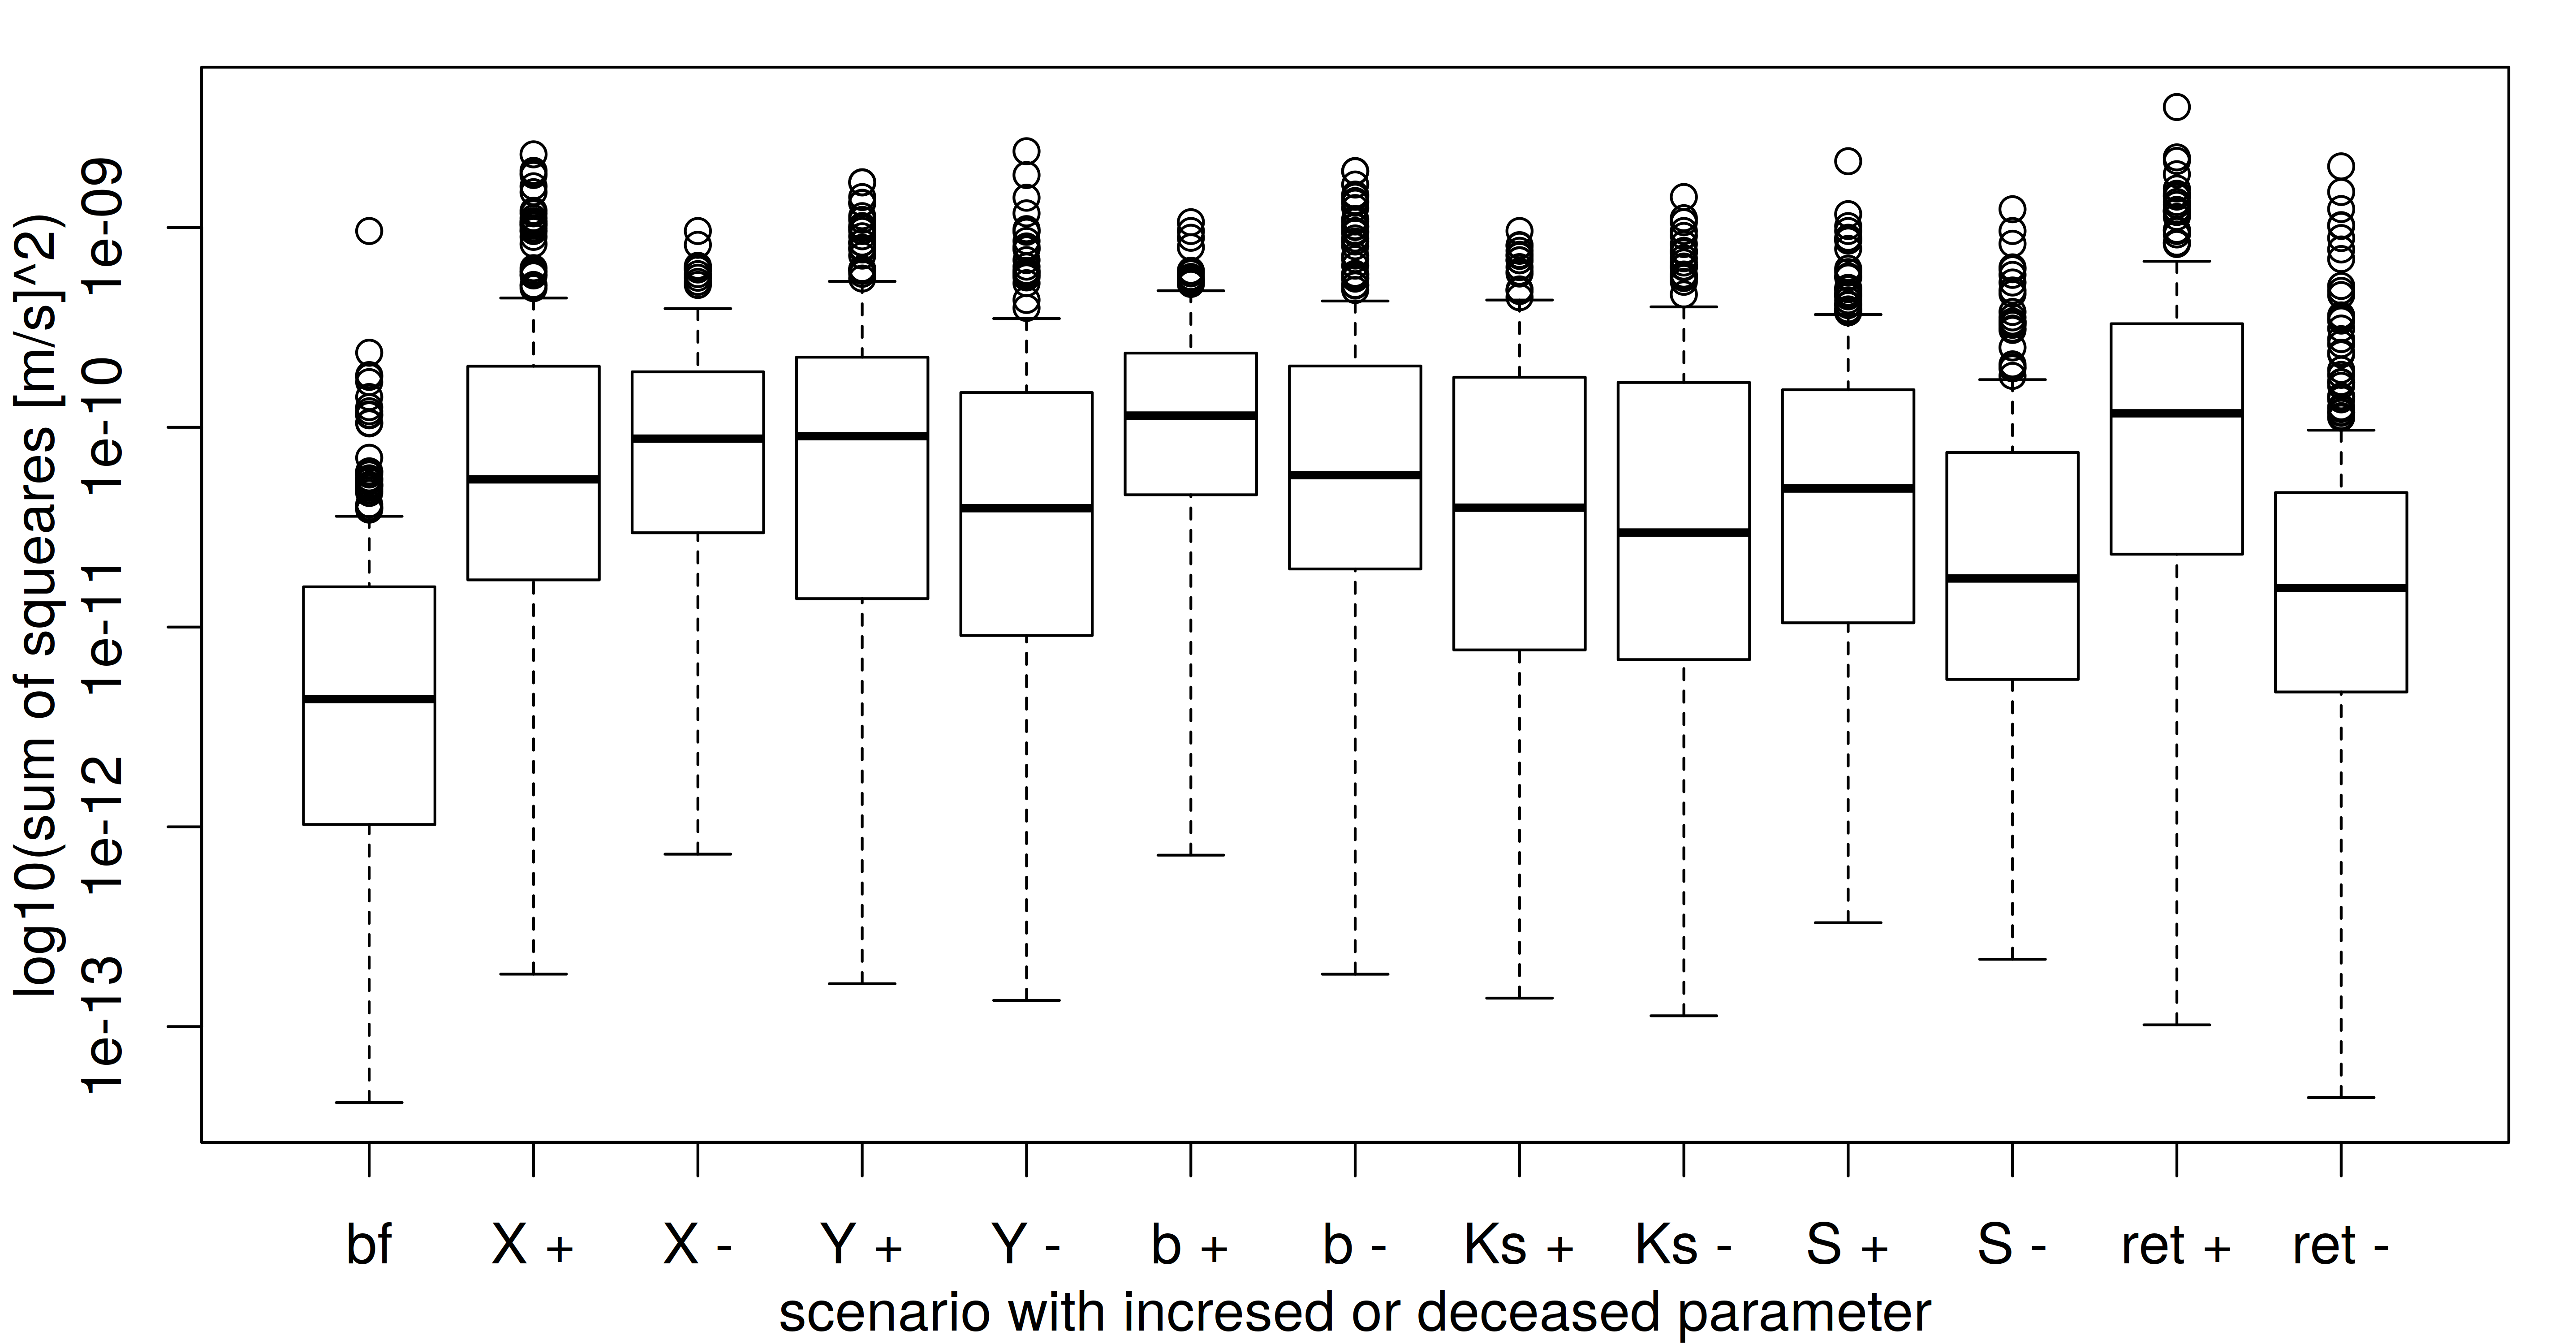 log10(sum of squeares [m/s]^2)
1e-09
1e-10
1e-11
1e-12
1e-13
bf X + X - Y + Y - b + b - Ks + Ks - S + S - ret + ret -
scenario with incresed or deceased parameter